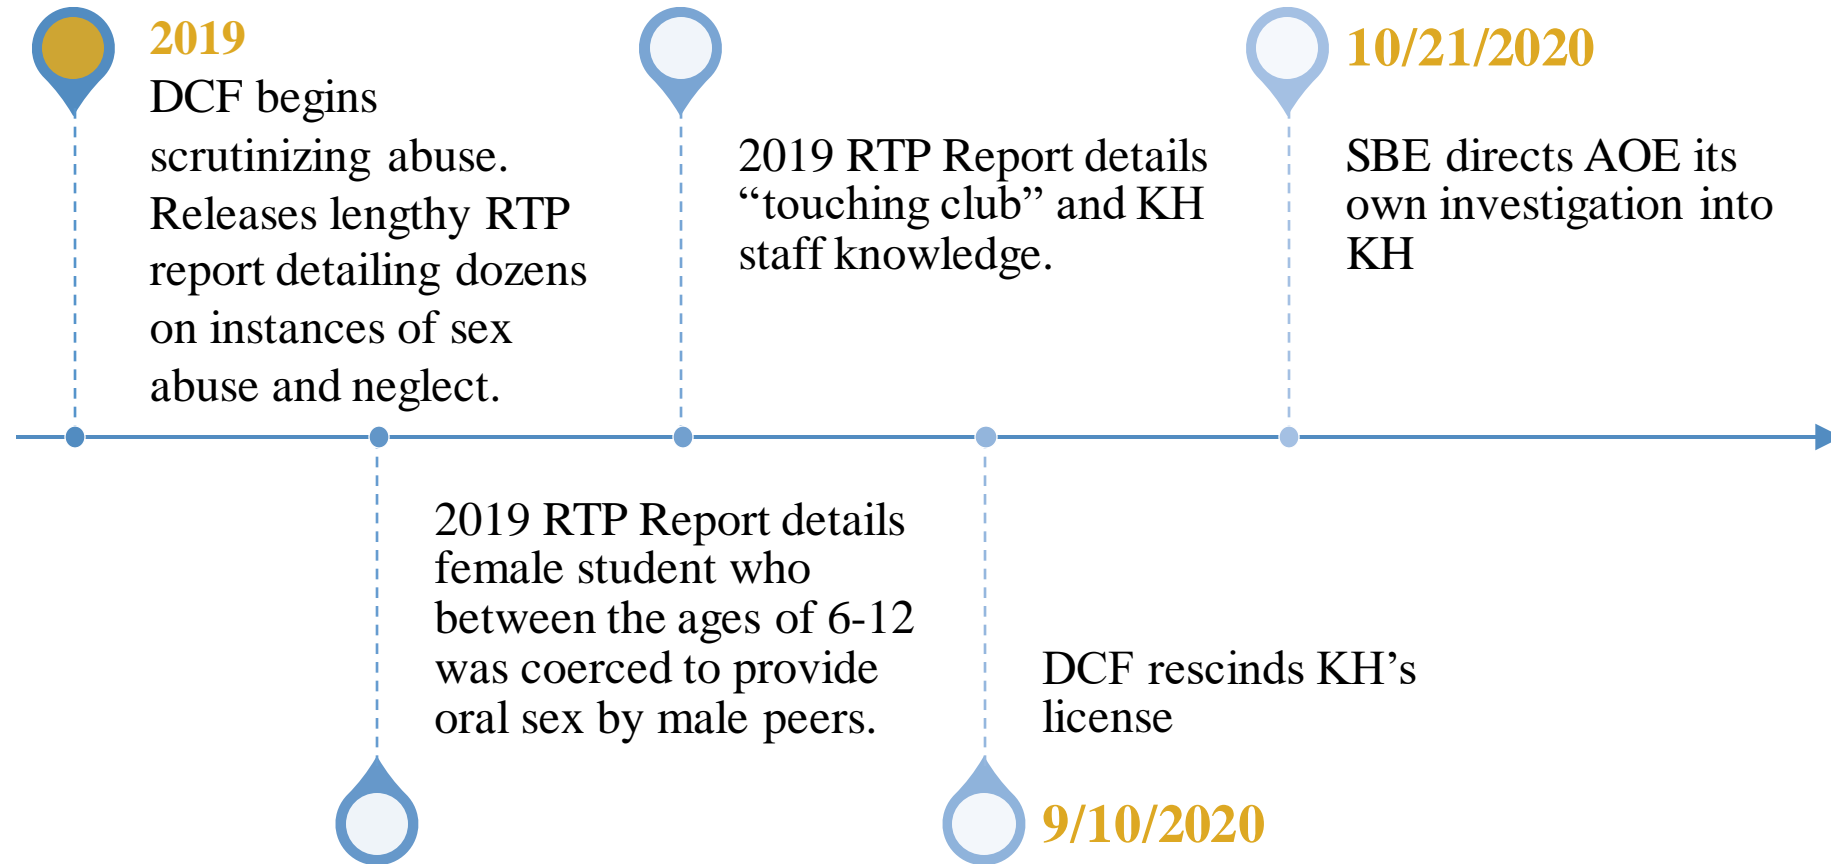 2019
DCF begins
scrutinizing abuse.
Releases lengthy RTP
report detailing dozens
on instances of sex
abuse and neglect.
2019 RTP Report details
female student who
between the ages of 6-12
was coerced to provide
oral sex by male peers.
2019 RTP Report details
“touching club” and KH
staff knowledge.
DCF rescinds KH’s
license
9/10/2020
10/21/2020
SBE directs AOE its
own investigation into
KH